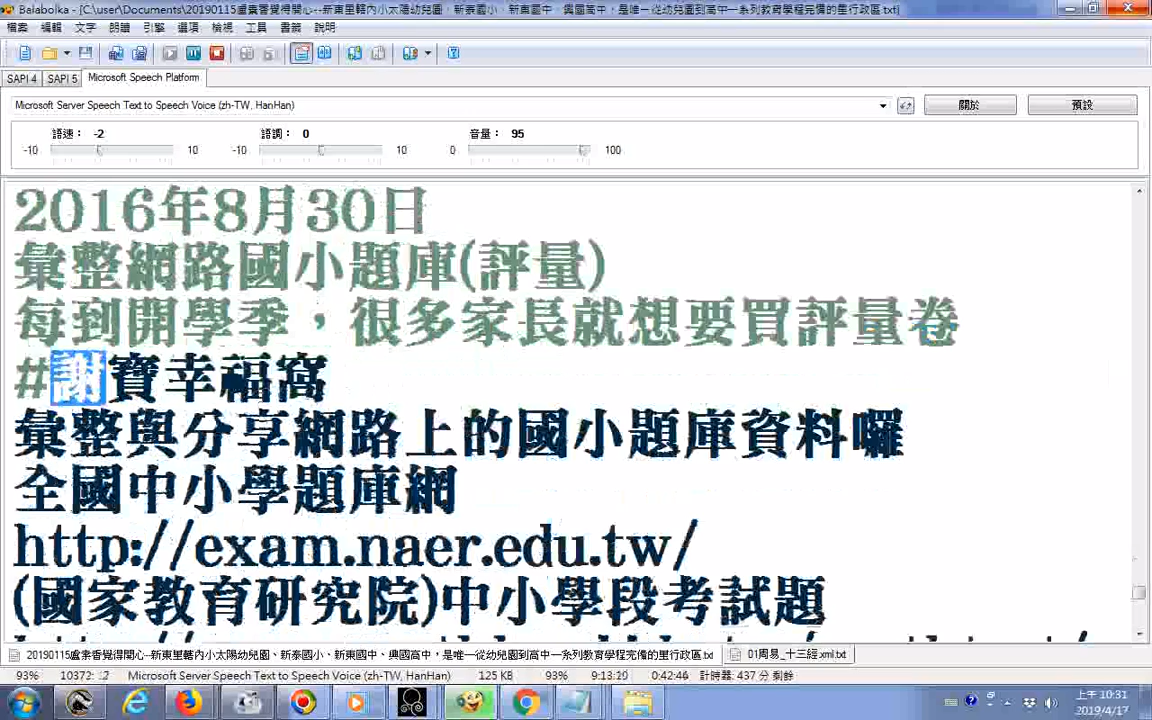 Balabolka - [C:\user\Documents\20190115盧素香覺得開心--新東里轄內小太陽幼兒園、新泰國小、新東國中、興國高中，是唯一從幼兒園到高中一系列教育學程完備的里行政區.txt]
檔案 編輯 文字 朗讀 引擎 選項 檢視 工具 書籤 說明
SAPI 4 SAPI 5 Microsoft Speech Platform
Microsoft Server Speech Text to Speech Voice (zh-TW, HanHan) 關於 預設
語速： -2 語調： 0 音量： 95
-10 10 -10 10 0 100
2016年8月30日
彙整網路國小題庫(評量)
每到開學季，很多家長就想要買評量卷
#謝寶幸福窩
彙整與分享網路上的國小題庫資料囉
全國中小學題庫網
http://exam.naer.edu.tw/
(國家教育研究院)中小學段考試題
20190115盧素香覺得開心--新東里轄內小太陽幼兒園、新泰國小、新東國中、興國高中，是唯一從幼兒園到高中一系列教育學程完備的里行政區.txt 01周易_十三經.xml.txt
93% 10372: Microsoft Server Speech Text to Speech Voice (zh-TW, HanHan) 125 KB 93% 9:13:20 0:42:46 計時器: 437 分 剩餘
上午 10:31
2019/4/17